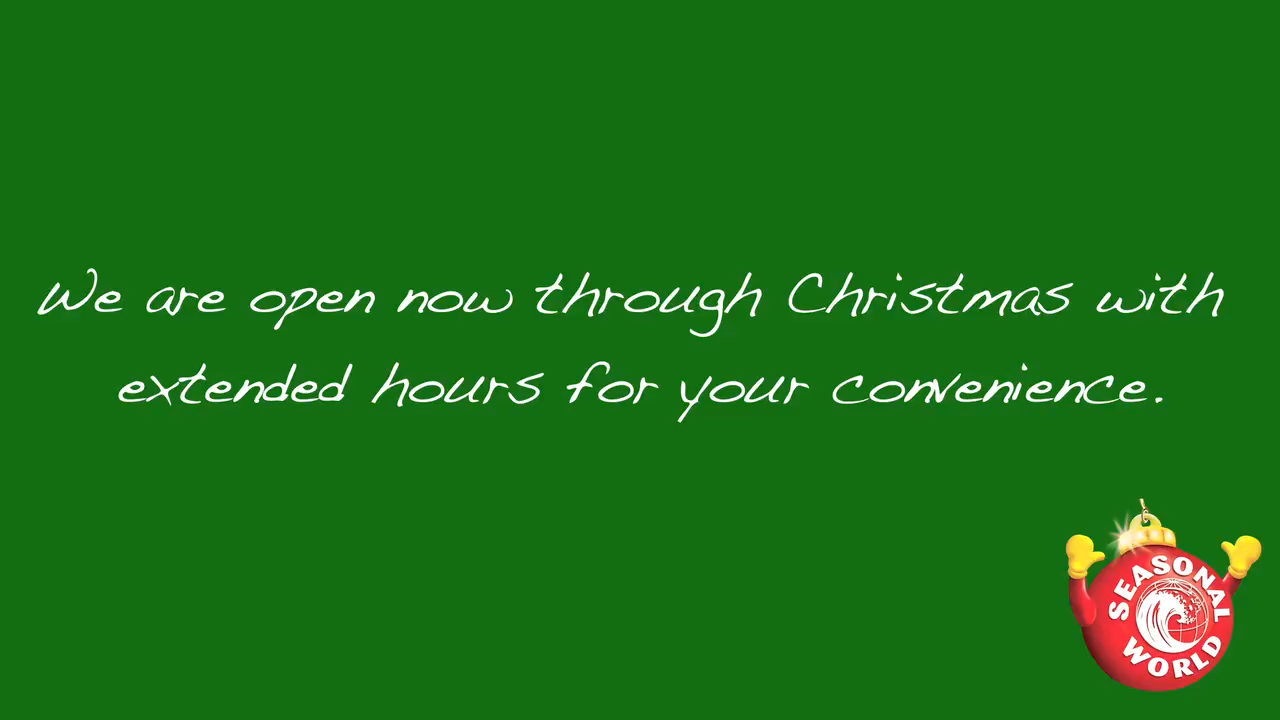 We are open now through Christmas with
extended hours for your convenience.
SEASONAL
WORLD